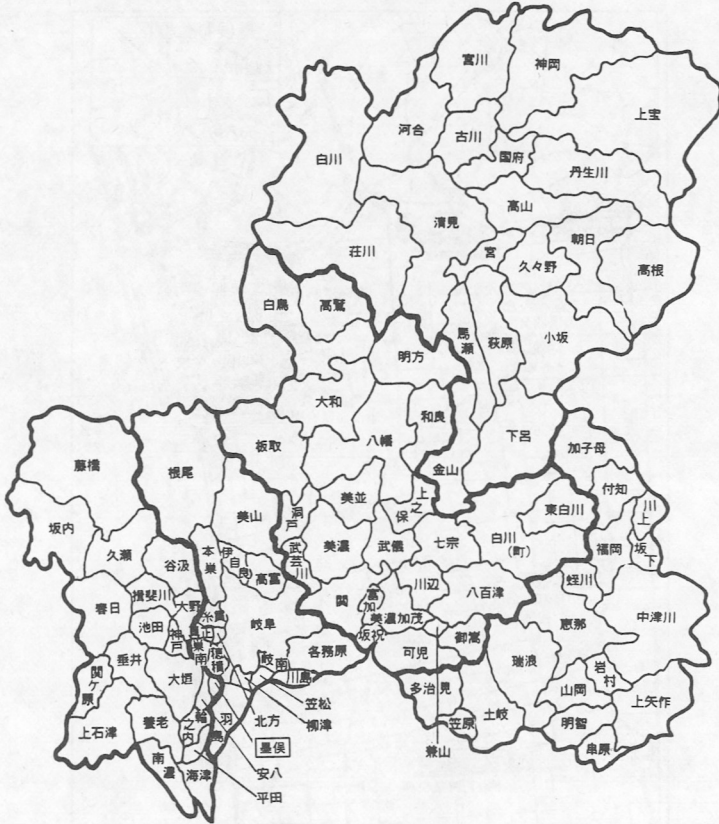 宮川
神岡
上宝
河合
古川
白川
国府
丹生川
高山
清見
荘川
宮
朝日
久々野
高根
白鳥
高鷲
馬瀬
萩原
小坂
明方
大和
和良
八幡
下呂
板取
金山
加子母
藤橋
根尾
付知
川上
美並
上之保
東白川
洞戸
美山
坂内
本巣
伊自良
武芸川
美濃
武儀
七宗
白川
(町)
福岡
坂下
久瀬
谷汲
高富
蛭川
春日
揖斐川
大野
関
富加
川辺
八百津
恵那
中津川
糸貫
池田
神戸
真正
巣南
穂積
岐阜
美濃加茂
坂祝
御嵩
垂井
各務原
可児
瑞浪
岩村
関ヶ原
大垣
岐南
川島
多治見
山岡
上矢作
笠松
柳津
上石津
養老
輪之内
羽島
北方
笠原
土岐
明智
墨俣
兼山
串原
南濃
安八
海津
平田